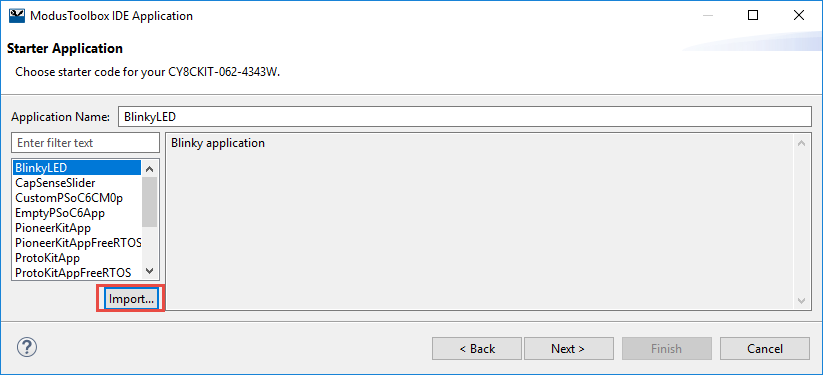 ModusToolbox IDE Application
Starter Application
Choose starter code for your CY8CKIT-062-4343W.
Application Name: BlinkyLED
Enter filter text
Blinky application
BlinkyLED
CapSenseSlider
CustomPSoC6CM0p
EmptyPSoC6App
PioneerKitApp
PioneerKitAppFreeRTOS
ProtoKitApp
ProtoKitAppFreeRTOS
Import...
?
< Back Next > Finish Cancel